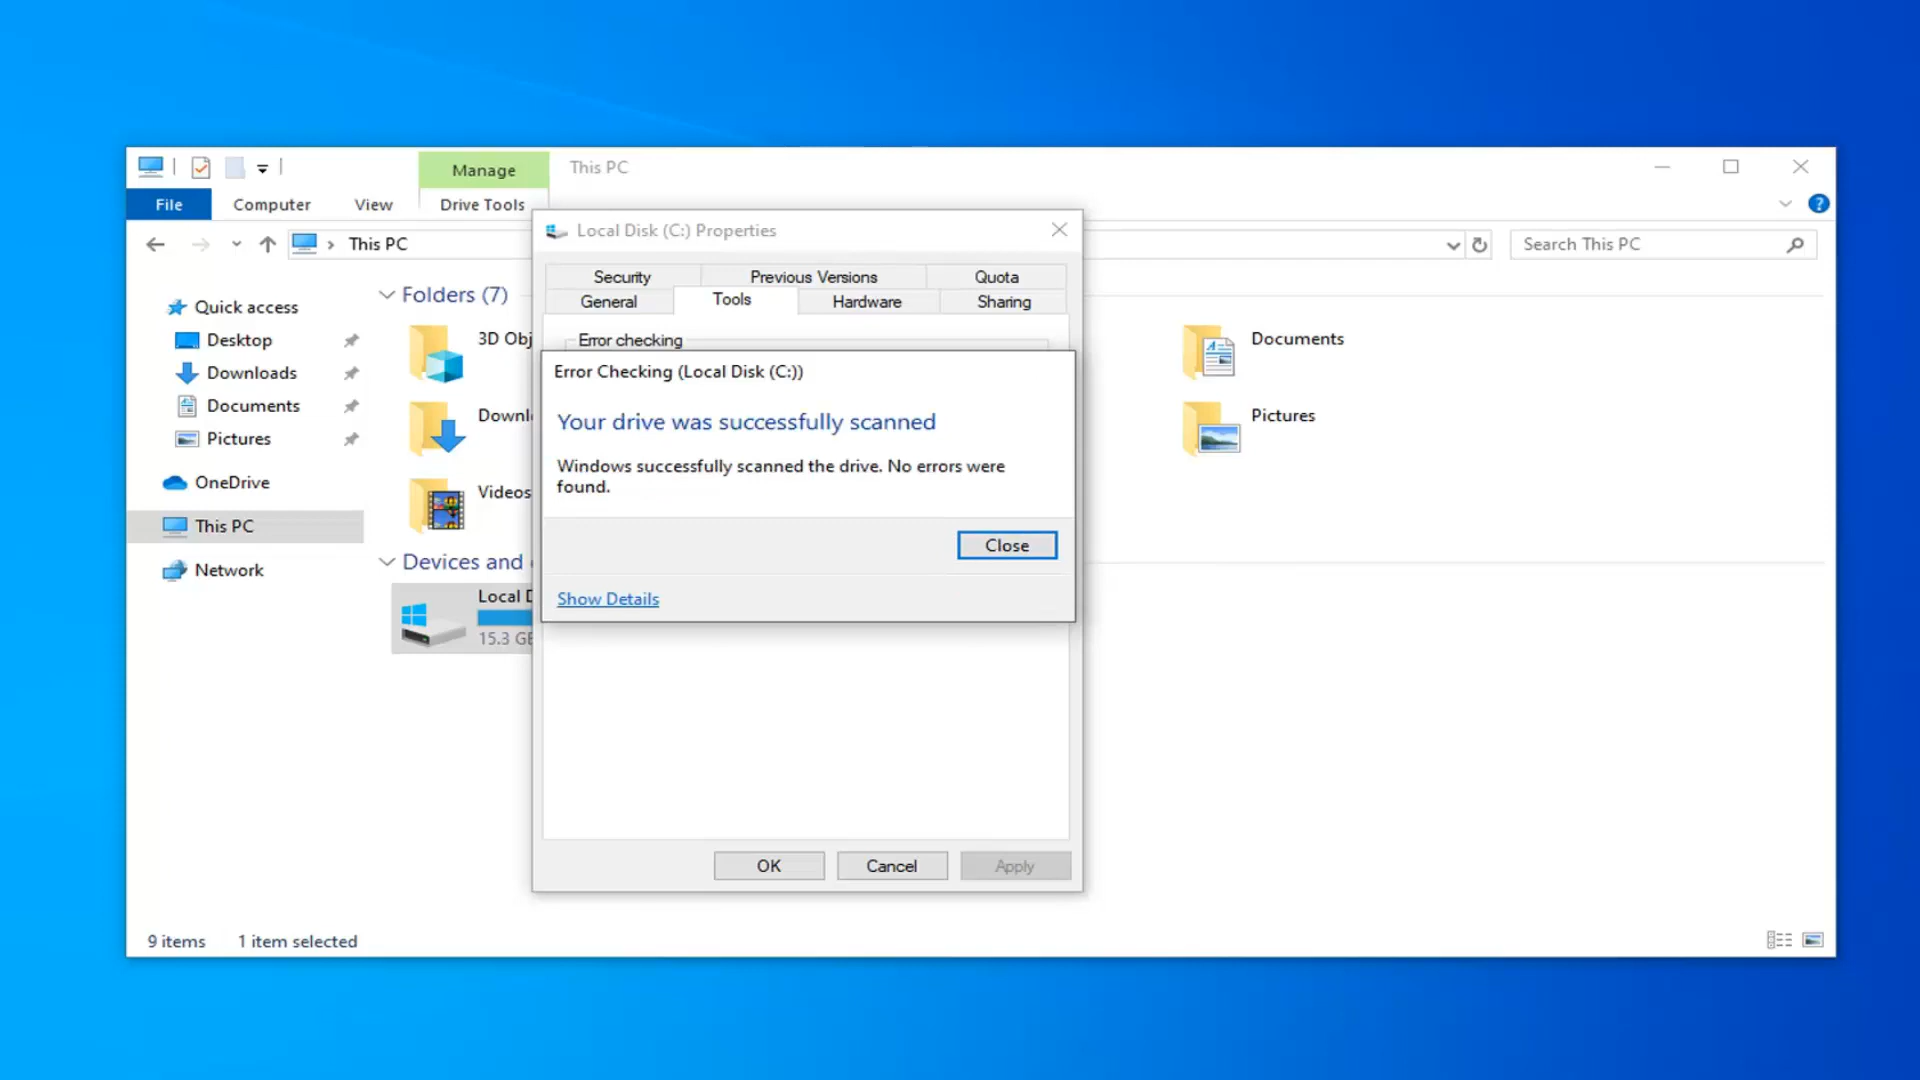 Manage
This PC
File
Computer
View
Drive Tools
This PC
Search This PC
Local Disk (C:) Properties
Security
Previous Versions
Quota
General
Tools
Hardware
Sharing
Error checking
Quick access
Desktop
Downloads
Documents
Pictures
OneDrive
This PC
Network
Folders (7)
3D Obj
Downl
Videos
Documents
Pictures
Devices and
Local D
15.3 GB
Error Checking (Local Disk (C:))
Your drive was successfully scanned
Windows successfully scanned the drive. No errors were
found.
Close
Show Details
OK
Cancel
Apply
9 items
1 item selected